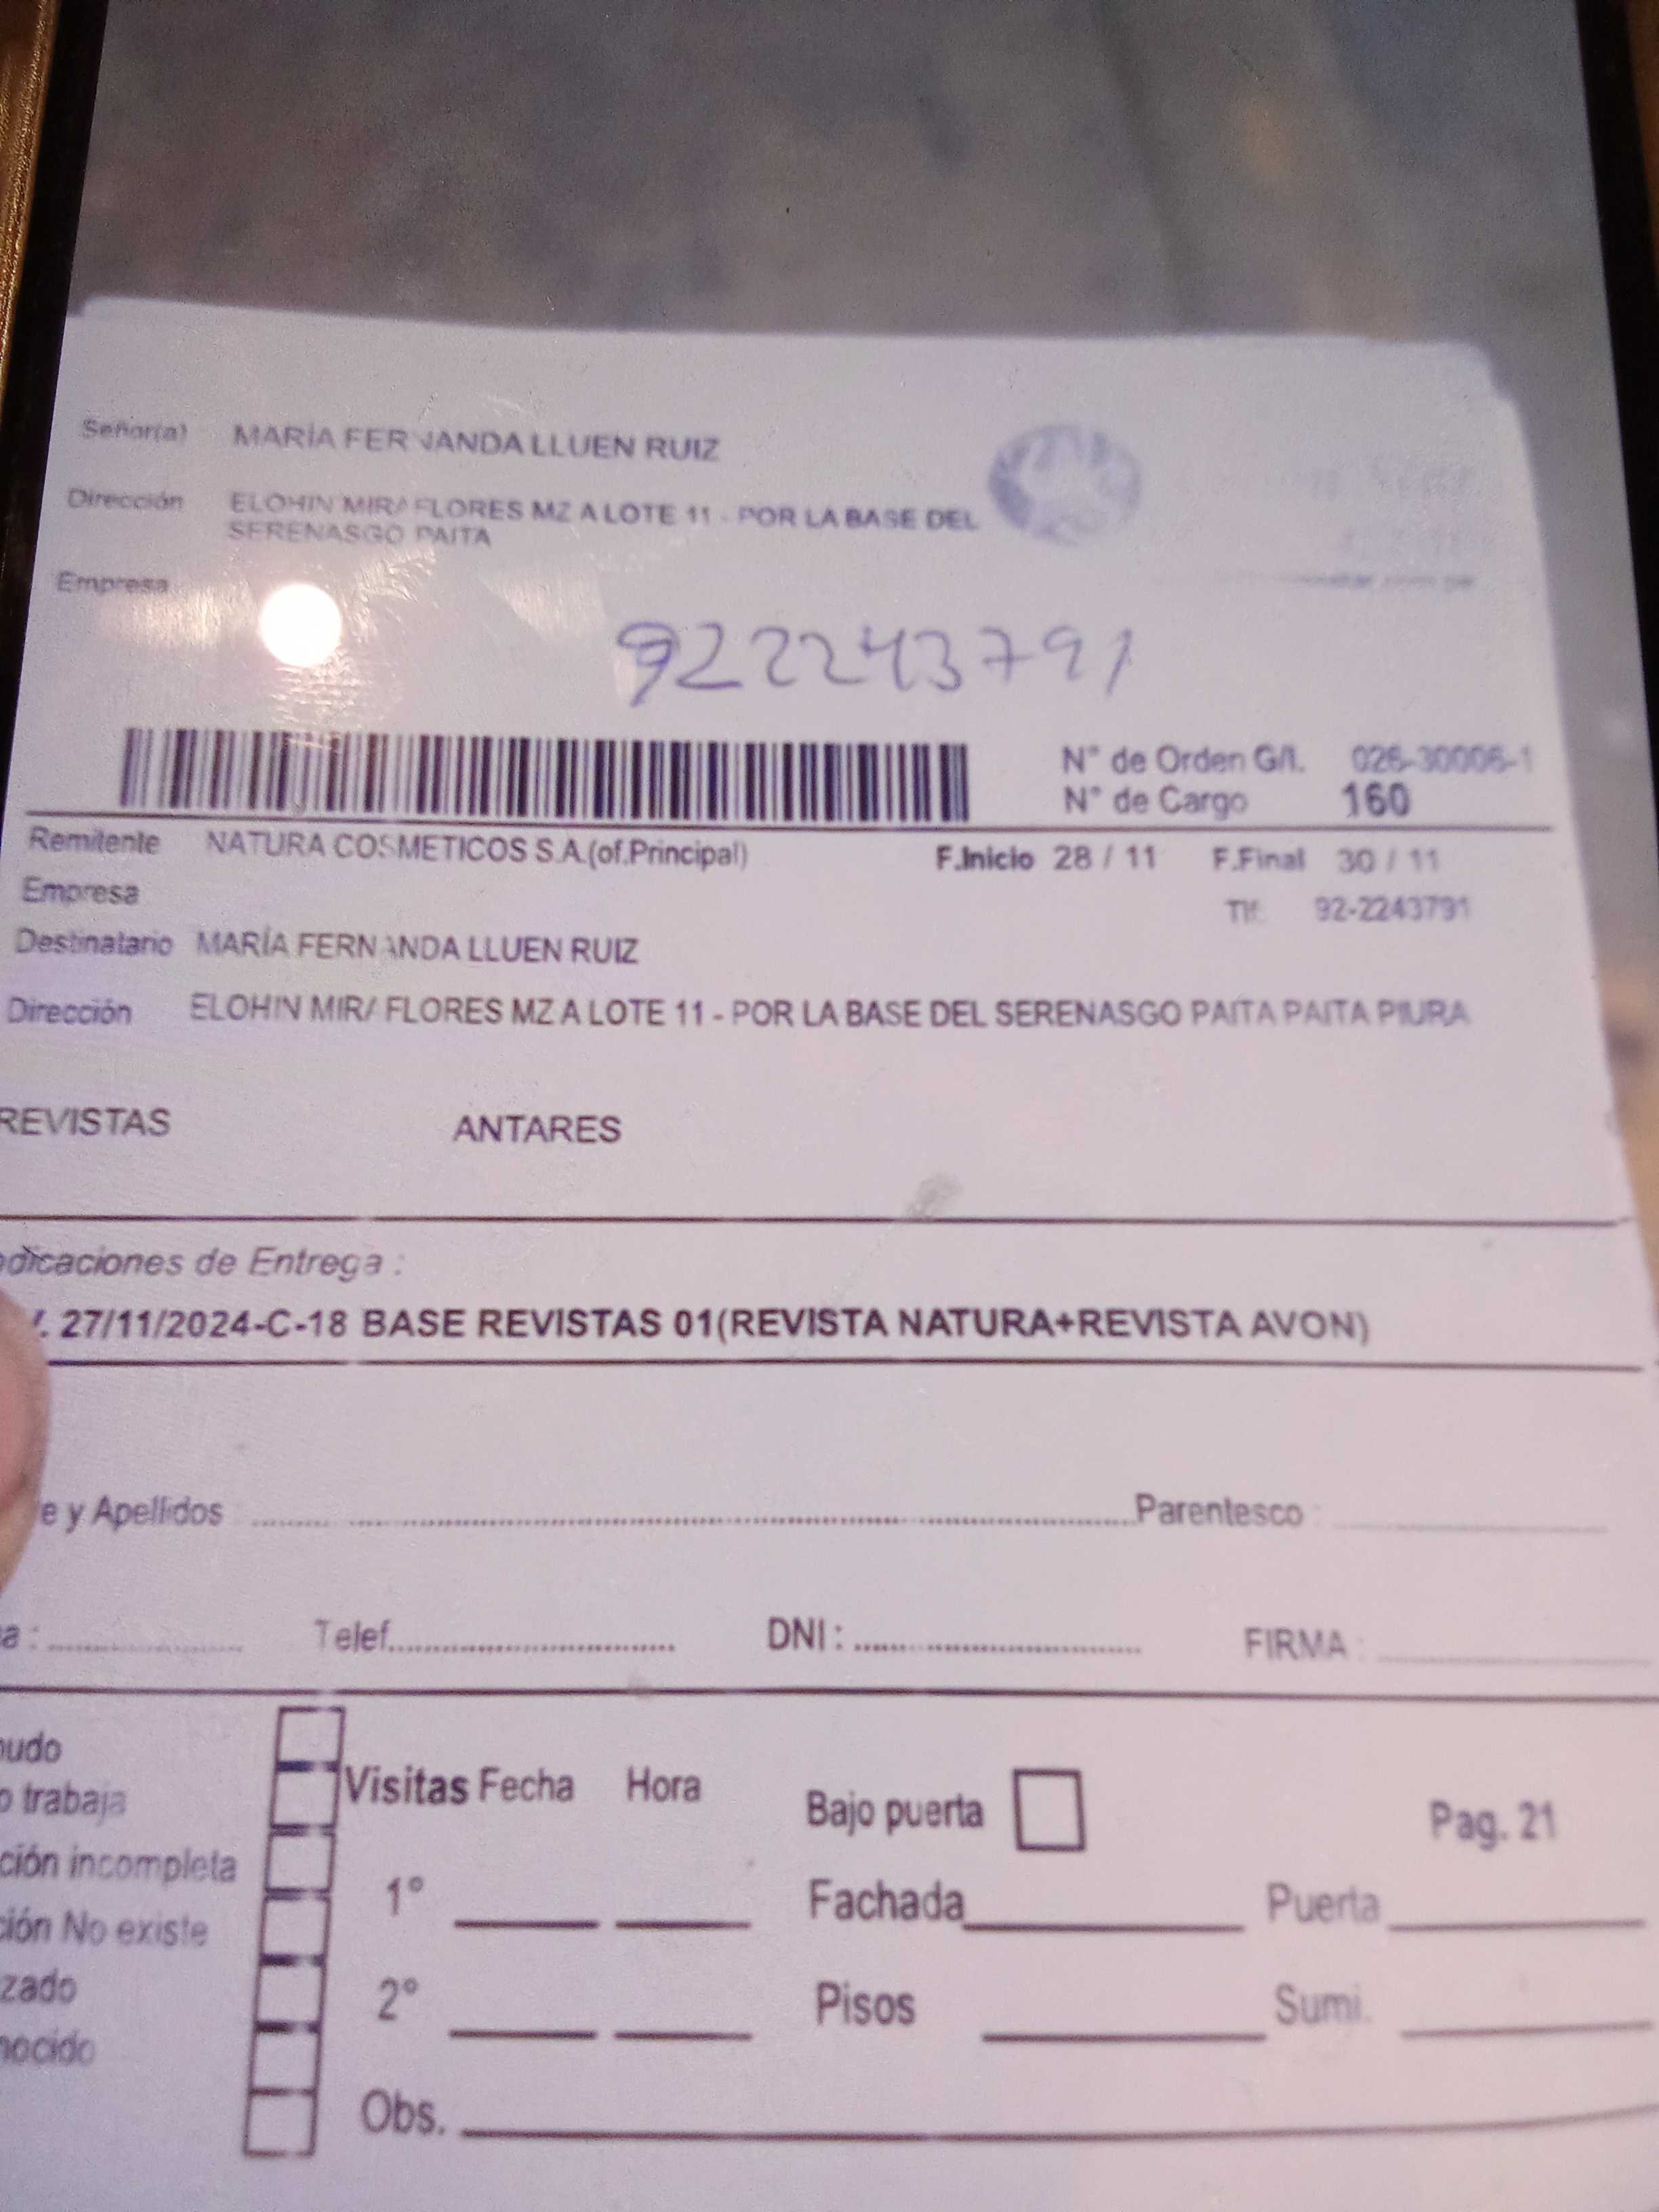 Señor(a) MARÍA FERNANDA LLUEN RUIZ
Dirección ELOHIN MIRAFLORES MZ A LOTE 11 - POR LA BASE DEL
SERENASGO PAITA
Empresa
922243791
N° de Orden G/I. 026-30006-1
N° de Cargo 160
Remitente NATURA COSMETICOS S.A.(of.Principal) F.Inicio 28 / 11 F.Final 30 / 11
Empresa
Tlf: 92-2243791
Destinatario MARÍA FERNANDA LLUEN RUIZ
Dirección ELOHIN MIRAFLORES MZ A LOTE 11 - POR LA BASE DEL SERENASGO PAITA PAITA PIURA
REVISTAS ANTARES
dicaciones de Entrega :
27/11/2024-C-18 BASE REVISTAS 01(REVISTA NATURA+REVISTA AVON)
e y Apellidos Parentesco :
a : Telef. DNI : FIRMA :
udo
o trabaja
ción incompleta
ción No existe
zado
nocido
Visitas Fecha Hora
1°
2°
Obs.
Bajo puerta Pag. 21
Fachada Puerta
Pisos Sumi.